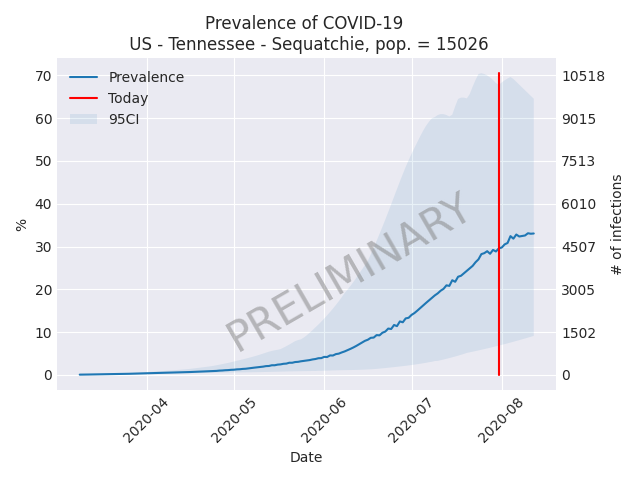 Prevalence of COVID-19
US - Tennessee - Sequatchie, pop. = 15026
Prevalence
Today
95CI
PRELIMINARY
70
60
50
40
30
20
10
0
%
10518
9015
7513
6010
4507
3005
1502
0
# of infections
2020-04
2020-05
2020-06
2020-07
2020-08
Date